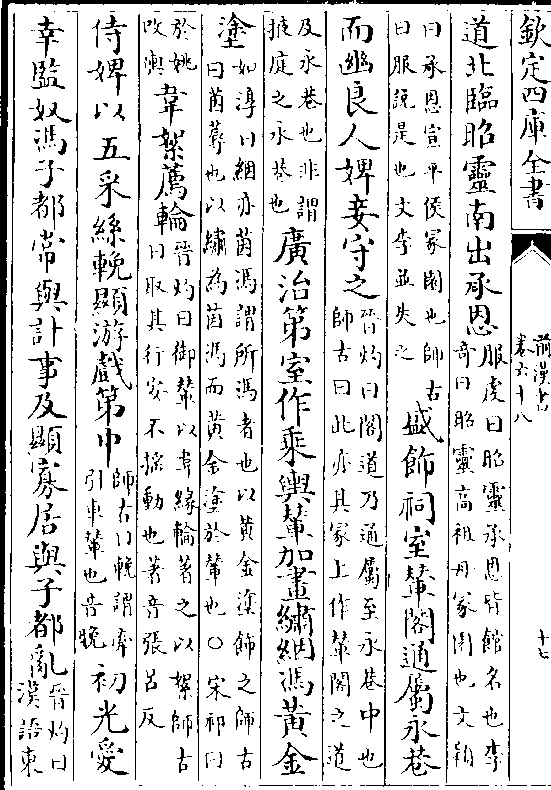 欽定四庫全書
前漢書
卷六十八
十七
道北臨昭靈南出承恩
服虔曰昭靈承恩皆館名也李
竒曰昭靈高祖母冢園也文穎
曰承恩宣平侯冢園也師古
曰服說是也文李並失之
盛飾祠室輦閣通屬永巷
而幽良人婢妾守之
晉灼曰閣道乃通屬至永巷中也
師古曰此亦其冢上作輦閣之道
及永巷也非謂
掖庭之永巷也
廣治第室作乘輿輦加畫繡絪馮黃金
塗
如淳曰絪亦茵馮謂所馮者也以黃金塗飾之師古
曰茵蓐也以繡為茵馮而黃金塗於輦也○宋祁曰
於姚
改輿
韋絮薦輪
晉灼曰御輦以韋緣輪著之以絮師古
曰取其行安不揺動也著音張呂反
侍婢以五采絲輓顯游戲第中
師古曰輓謂牽
引車輦也音晚
初光愛
幸監奴馮子都常與計事及顯寡居與子都亂
晉灼曰
漢語東